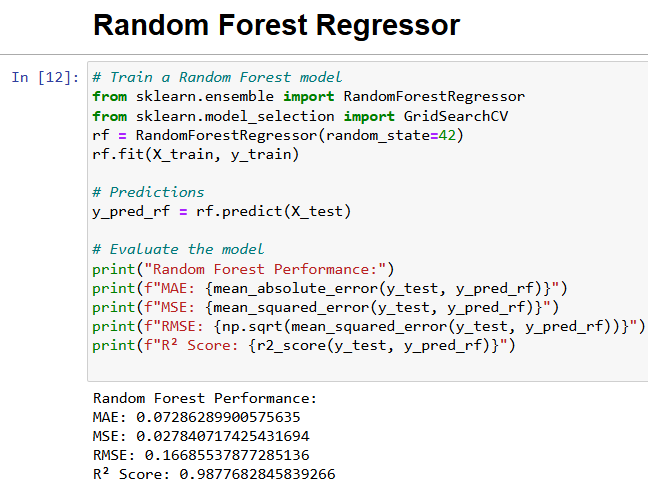 Random Forest Regressor
In [12]:
# Train a Random Forest model
from sklearn.ensemble import RandomForestRegressor
from sklearn.model_selection import GridSearchCV
rf = RandomForestRegressor(random_state=42)
rf.fit(X_train, y_train)
# Predictions
y_pred_rf = rf.predict(X_test)
# Evaluate the model
print("Random Forest Performance:")
print(f"MAE: {mean_absolute_error(y_test, y_pred_rf)}")
print(f"MSE: {mean_squared_error(y_test, y_pred_rf)}")
print(f"RMSE: {np.sqrt(mean_squared_error(y_test, y_pred_rf))}")
print(f"R² Score: {r2_score(y_test, y_pred_rf)}")
Random Forest Performance:
MAE: 0.07286289900575635
MSE: 0.027840717425431694
RMSE: 0.16685537877285136
R² Score: 0.9877682845839266